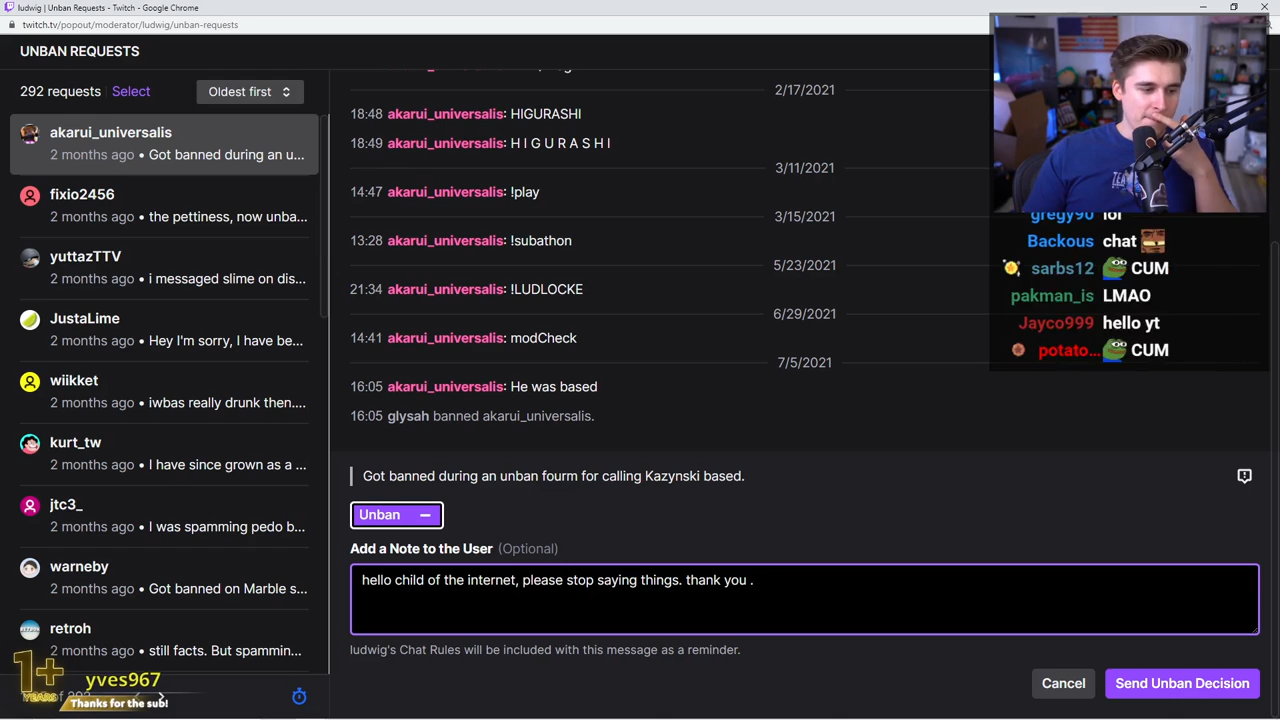 ludwig - Unban Requests - Twitch - Google Chrome
twitch.tv/popout/moderator/ludwig/unban-requests
UNBAN REQUESTS
292 requests Select Oldest first
akarui_universalis
2 months ago • Got banned during an u...
fixio2456
2 months ago • the pettiness, now unba...
yuttazTTV
2 months ago • i messaged slime on dis...
JustaLime
2 months ago • Hey I'm sorry, I have be...
wiikket
2 months ago • iwbas really drunk then....
kurt_tw
2 months ago • I have since grown as a ...
jtc3_
2 months ago • I was spamming pedo b...
warneby
2 months ago • Got banned on Marble s...
retroh
2 months ago • still facts. But spammin...
1+
YEARS
yves967
Thanks for the sub!
2/17/2021
18:48 akarui_universalis: HIGURASHI
18:49 akarui_universalis: H I G U R A S H I
3/11/2021
14:47 akarui_universalis: !play
3/15/2021
13:28 akarui_universalis: !subathon
5/23/2021
21:34 akarui_universalis: !LUDLOCKE
6/29/2021
14:41 akarui_universalis: modCheck
7/5/2021
16:05 akarui_universalis: He was based
16:05 glysah banned akarui_universalis.
Got banned during an unban fourm for calling Kazynski based.
Unban
Add a Note to the User (Optional)
hello child of the internet, please stop saying things. thank you .
ludwig's Chat Rules will be included with this message as a reminder.
Cancel Send Unban Decision
gregy90 lol
Backous chat
sarbs12 CUM
pakman_is LMAO
Jayco999 hello yt
potato... CUM